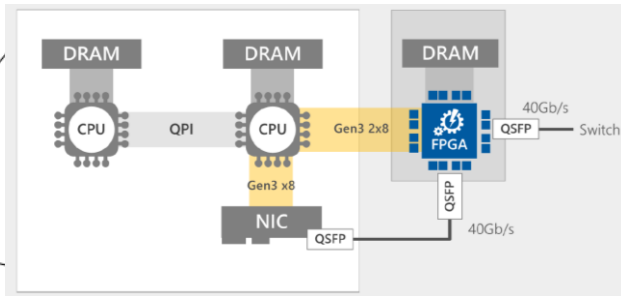 DRAM
DRAM
DRAM
CPU
QPI
CPU
Gen3 2x8
FPGA
40Gb/s
QSFP
Switch
Gen3 x8
QSFP
NIC
QSFP
40Gb/s